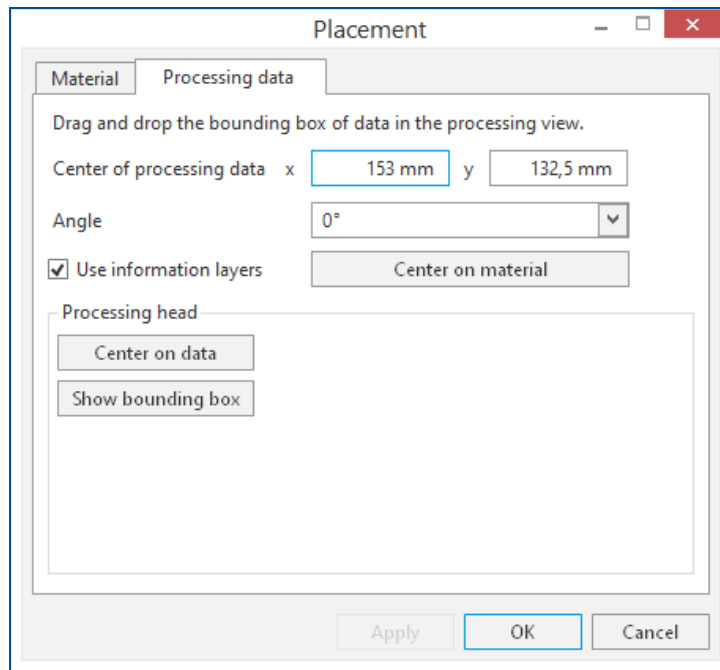 Placement
Material Processing data
Drag and drop the bounding box of data in the processing view.
Center of processing data x 153 mm y 132,5 mm
Angle 0°
Use information layers Center on material
Processing head
Center on data
Show bounding box
Apply OK Cancel